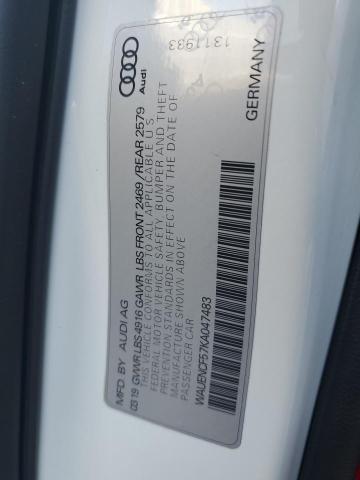 MFD. BY AUDI AG
03/19 GVWR LBS 4916 GAWR LBS FRONT 2469 /REAR 2579
THIS VEHICLE CONFORMS TO ALL APPLICABLE U S
FEDERAL MOTOR VEHICLE SAFETY, BUMPER AND THEFT
PREVENTION STANDARDS IN EFFECT ON THE DATE OF
MANUFACTURE SHOWN ABOVE
PASSENGER CAR
WAUENCF57KA047483
Audi
1311933
GERMANY